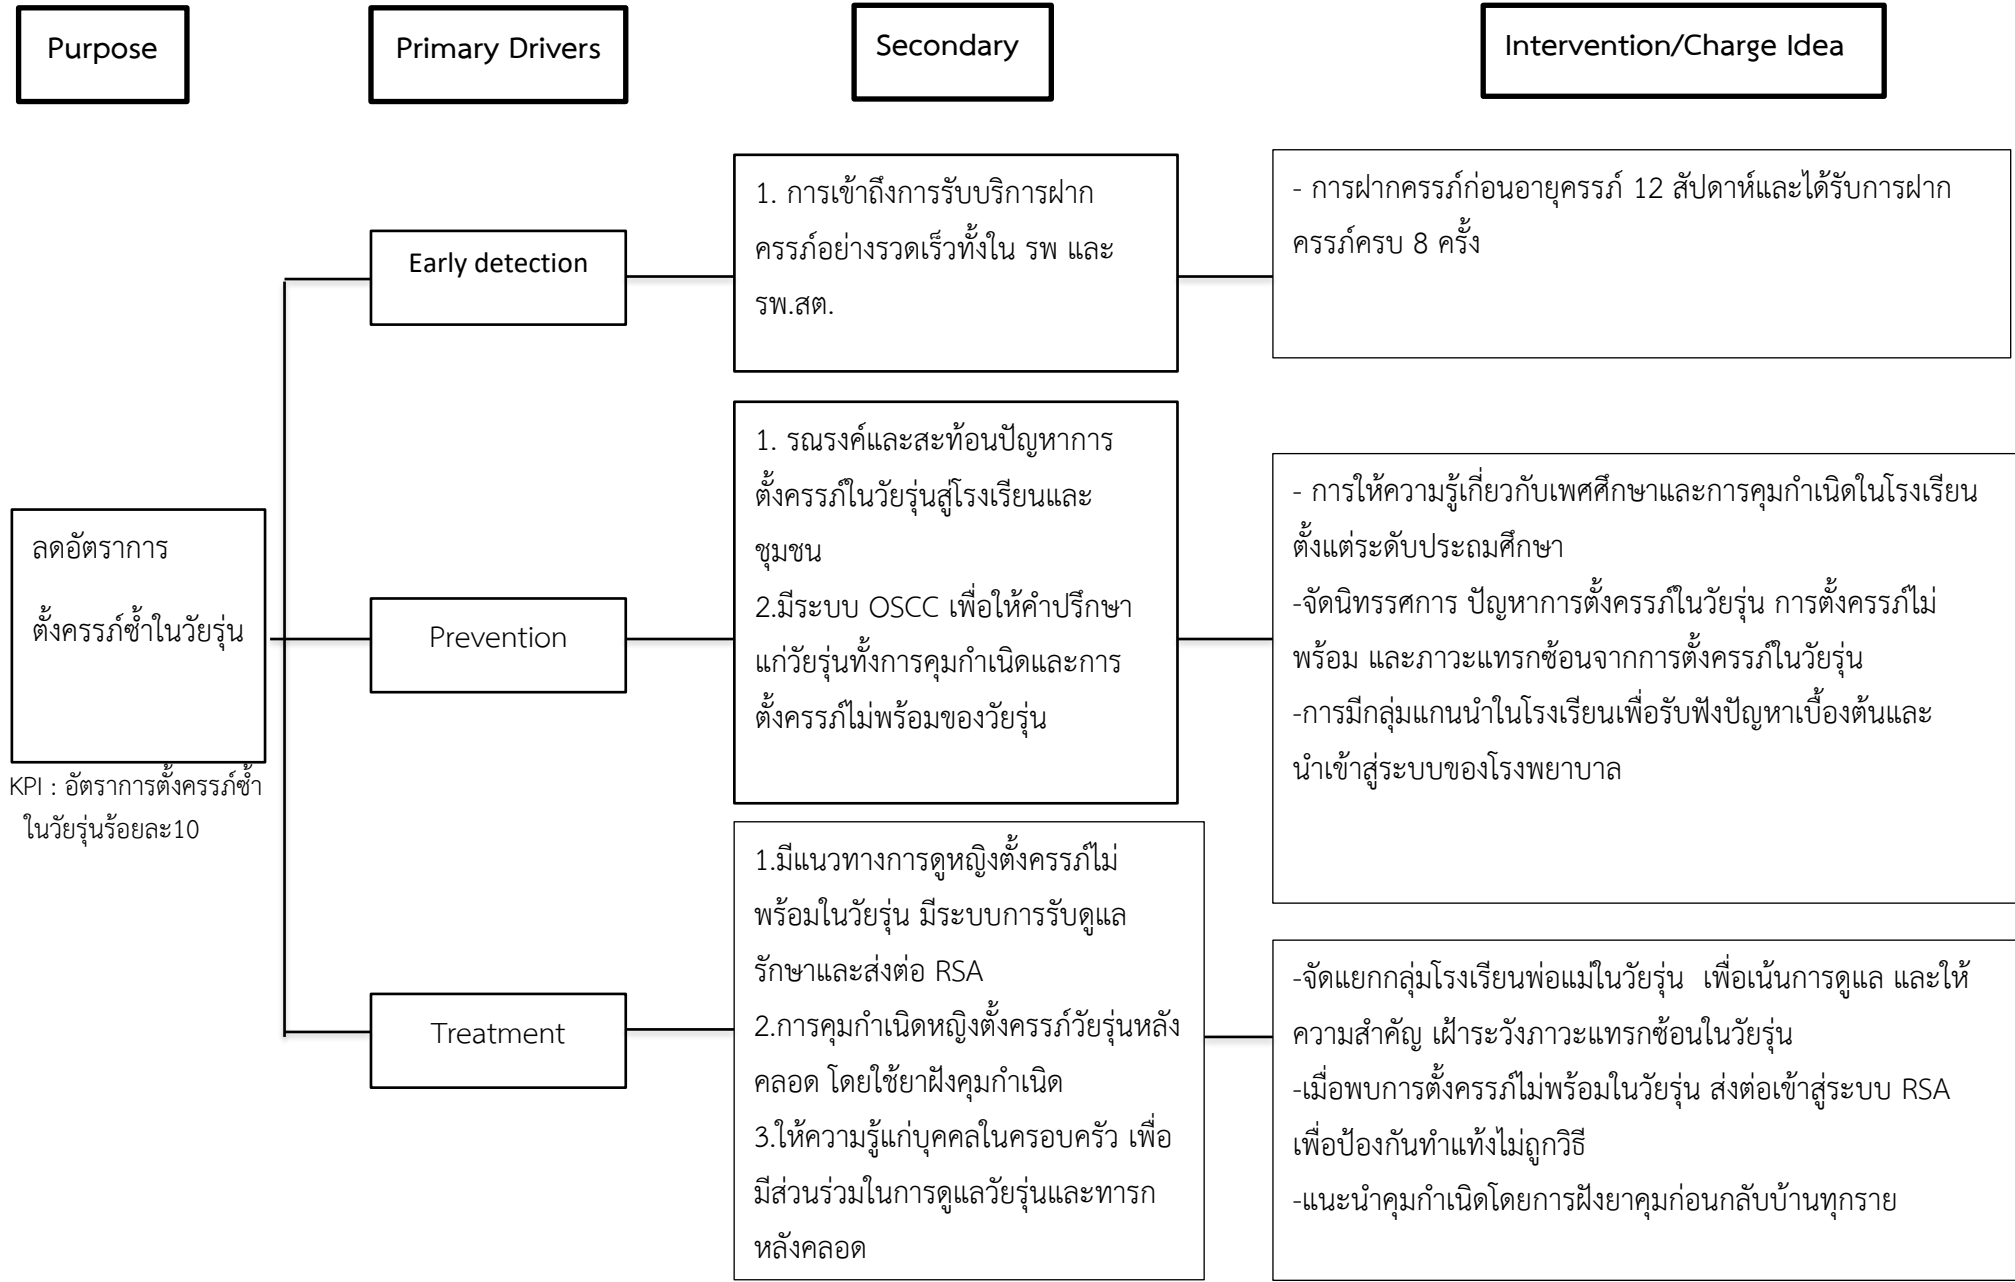 Purpose
Primary Drivers
Secondary
Intervention/Charge Idea
ลดอัตราการ
ตั้งครรภ์ซ้ำในวัยรุ่น
KPI : อัตราการตั้งครรภ์ซ้ำ
ในวัยรุ่นร้อยละ10
Early detection
1. การเข้าถึงการรับบริการฝาก
ครรภ์อย่างรวดเร็วทั้งใน รพ และ
รพ.สต.
- การฝากครรภ์ก่อนอายุครรภ์ 12 สัปดาห์และได้รับการฝาก
ครรภ์ครบ 8 ครั้ง
Prevention
1. รณรงค์และสะท้อนปัญหาการ
ตั้งครรภ์ในวัยรุ่นสู่โรงเรียนและ
ชุมชน
2.มีระบบ OSCC เพื่อให้คำปรึกษา
แก่วัยรุ่นทั้งการคุมกำเนิดและการ
ตั้งครรภ์ไม่พร้อมของวัยรุ่น
- การให้ความรู้เกี่ยวกับเพศศึกษาและการคุมกำเนิดในโรงเรียน
ตั้งแต่ระดับประถมศึกษา
-จัดนิทรรศการ ปัญหาการตั้งครรภ์ในวัยรุ่น การตั้งครรภ์ไม่
พร้อม และภาวะแทรกซ้อนจากการตั้งครรภ์ในวัยรุ่น
-การมีกลุ่มแกนนำในโรงเรียนเพื่อรับฟังปัญหาเบื้องต้นและ
นำเข้าสู่ระบบของโรงพยาบาล
Treatment
1.มีแนวทางการดูหญิงตั้งครรภ์ไม่
พร้อมในวัยรุ่น มีระบบการรับดูแล
รักษาและส่งต่อ RSA
2.การคุมกำเนิดหญิงตั้งครรภ์วัยรุ่นหลัง
คลอด โดยใช้ยาฝังคุมกำเนิด
3.ให้ความรู้แก่บุคคลในครอบครัว เพื่อ
มีส่วนร่วมในการดูแลวัยรุ่นและทารก
หลังคลอด
-จัดแยกกลุ่มโรงเรียนพ่อแม่ในวัยรุ่น เพื่อเน้นการดูแล และให้
ความสำคัญ เฝ้าระวังภาวะแทรกซ้อนในวัยรุ่น
-เมื่อพบการตั้งครรภ์ไม่พร้อมในวัยรุ่น ส่งต่อเข้าสู่ระบบ RSA
เพื่อป้องกันทำแท้งไม่ถูกวิธี
-แนะนำคุมกำเนิดโดยการฝังยาคุมก่อนกลับบ้านทุกราย